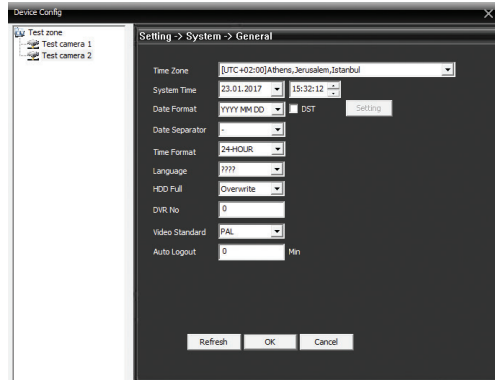 Device Config
Test zone
Test camera 1
Test camera 2
Setting -> System -> General
Time Zone [UTC+02:00]Athens,Jerusalem,Istanbul
System Time 23.01.2017 15:32:12
Date Format YYYY MM DD DST Setting
Date Separator -
Time Format 24-HOUR
Language ????
HDD Full Overwrite
DVR No 0
Video Standard PAL
Auto Logout 0 Min
Refresh OK Cancel